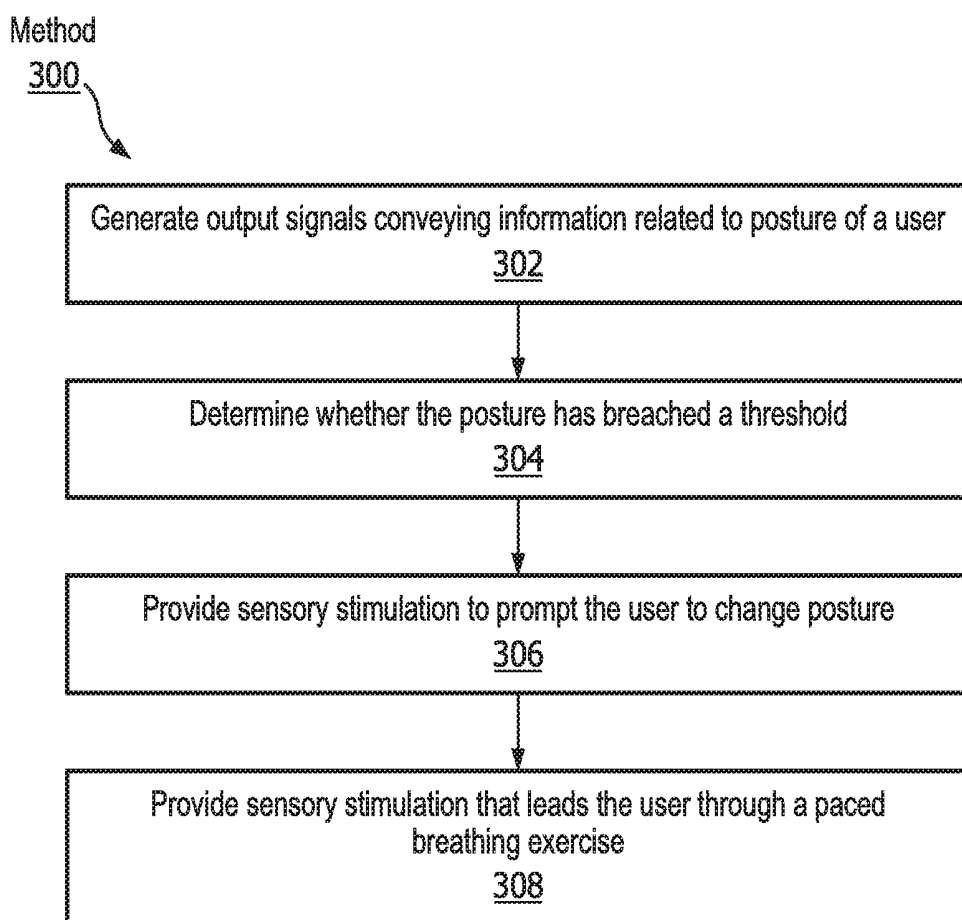 Method
300
Generate output signals conveying information related to posture of a user
302
Determine whether the posture has breached a threshold
304
Provide sensory stimulation to prompt the user to change posture
306
Provide sensory stimulation that leads the user through a paced
breathing exercise
308